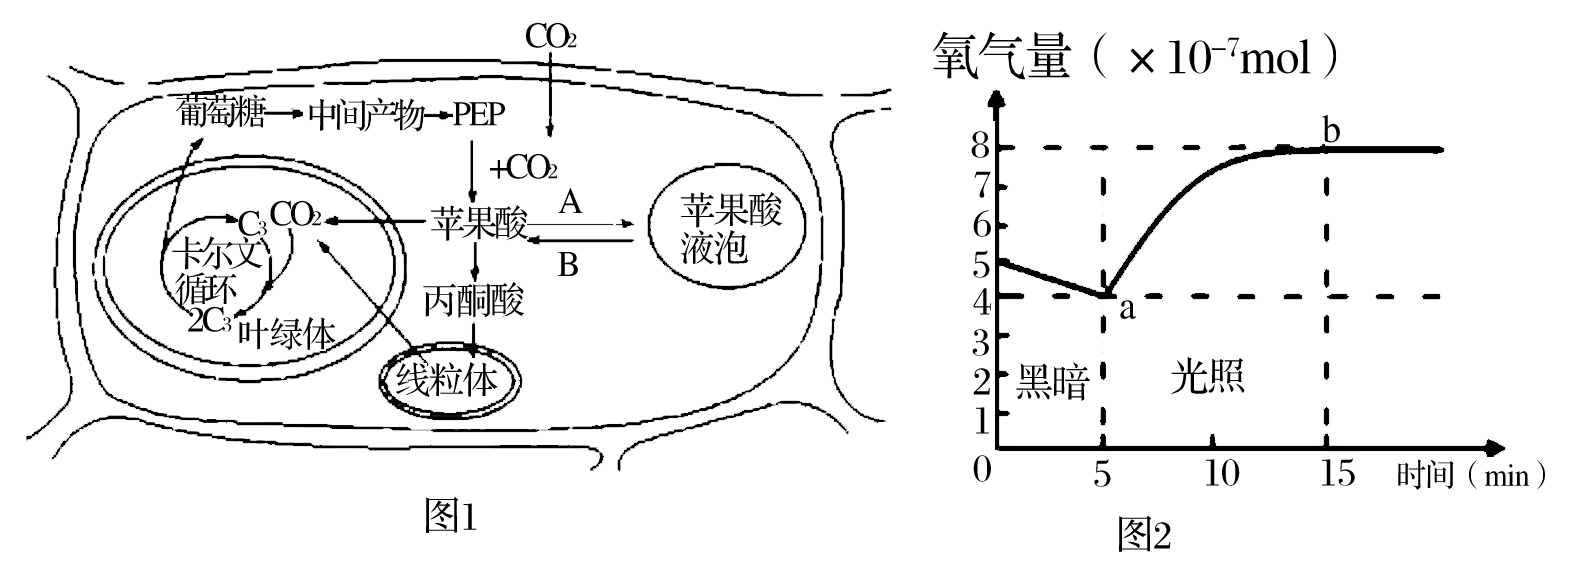 CO₂
葡萄糖 中间产物 PEP
+CO₂
苹果酸
A
B
苹果酸
液泡
C₃ CO₂
卡尔文
循环
2C₃
叶绿体
丙酮酸
线粒体
图1
氧气量(×10⁻⁷mol)
8
7
6
5
4
3
2
1
0
a
b
黑暗
光照
5
10
15
时间(min)
图2